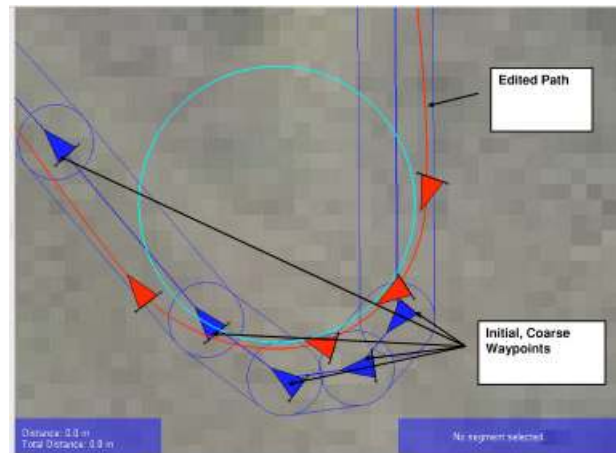 Edited Path
Initial, Coarse
Waypoints
Distance: 0.0 m
Total Distance: 0.0 m
No segment selected.